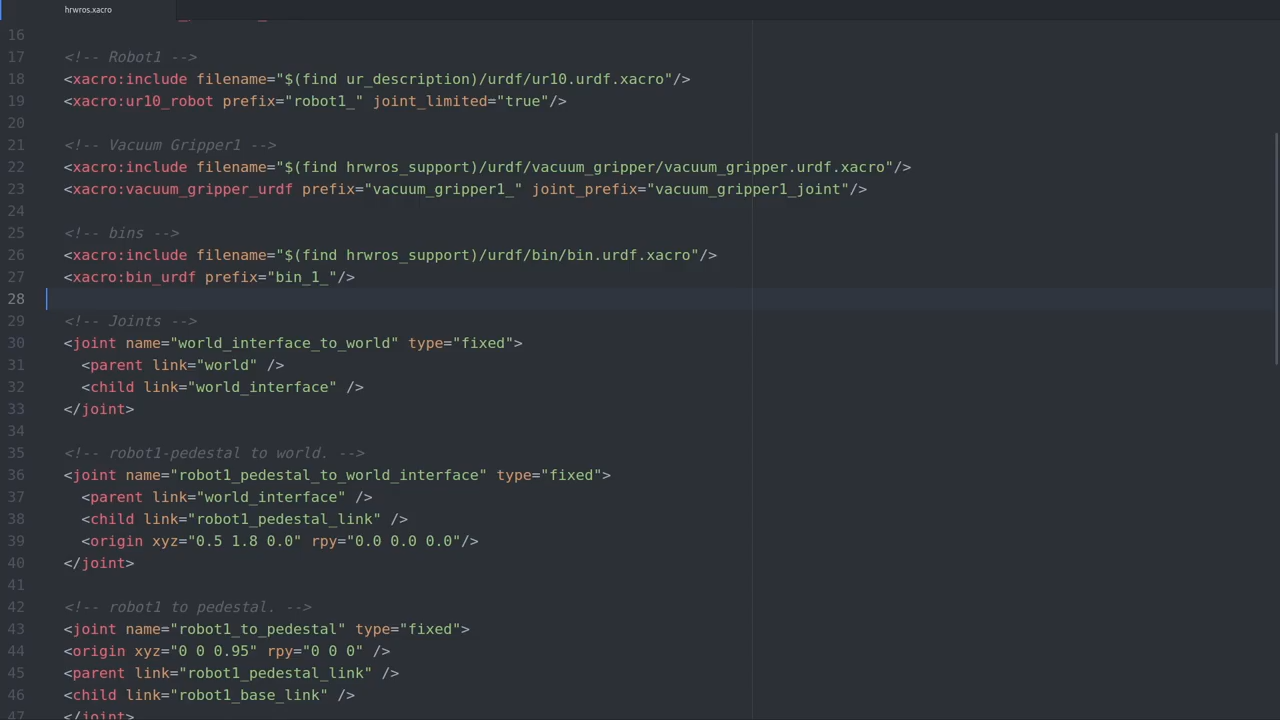 hrwros.xacro
16
17 <!-- Robot1 -->
18 <xacro:include filename="$(find ur_description)/urdf/ur10.urdf.xacro"/>
19 <xacro:ur10_robot prefix="robot1_" joint_limited="true"/>
20
21 <!-- Vacuum Gripper1 -->
22 <xacro:include filename="$(find hrwros_support)/urdf/vacuum_gripper/vacuum_gripper.urdf.xacro"/>
23 <xacro:vacuum_gripper_urdf prefix="vacuum_gripper1_" joint_prefix="vacuum_gripper1_joint"/>
24
25 <!-- bins -->
26 <xacro:include filename="$(find hrwros_support)/urdf/bin/bin.urdf.xacro"/>
27 <xacro:bin_urdf prefix="bin_1_"/>
28
29 <!-- Joints -->
30 <joint name="world_interface_to_world" type="fixed">
31 <parent link="world" />
32 <child link="world_interface" />
33 </joint>
34
35 <!-- robot1-pedestal to world. -->
36 <joint name="robot1_pedestal_to_world_interface" type="fixed">
37 <parent link="world_interface" />
38 <child link="robot1_pedestal_link" />
39 <origin xyz="0.5 1.8 0.0" rpy="0.0 0.0 0.0"/>
40 </joint>
41
42 <!-- robot1 to pedestal. -->
43 <joint name="robot1_to_pedestal" type="fixed">
44 <origin xyz="0 0 0.95" rpy="0 0 0" />
45 <parent link="robot1_pedestal_link" />
46 <child link="robot1_base_link" />
47 </joint>